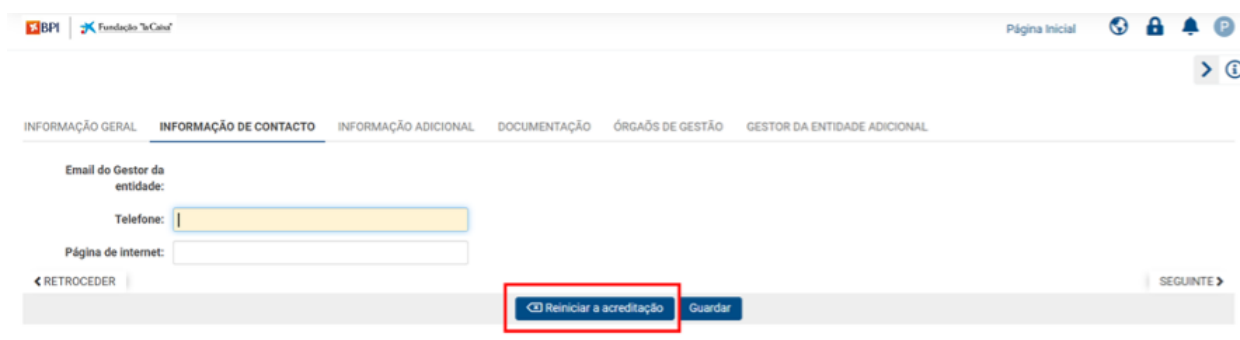 BPI Fundação "la Caixa" Página Inicial P
INFORMAÇÃO GERAL INFORMAÇÃO DE CONTACTO INFORMAÇÃO ADICIONAL DOCUMENTAÇÃO ÓRGAÕS DE GESTÃO GESTOR DA ENTIDADE ADICIONAL
Email do Gestor da
entidade:
Telefone:
Página de internet:
RETROCEDER SEGUINTE
Reiniciar a acreditação Guardar